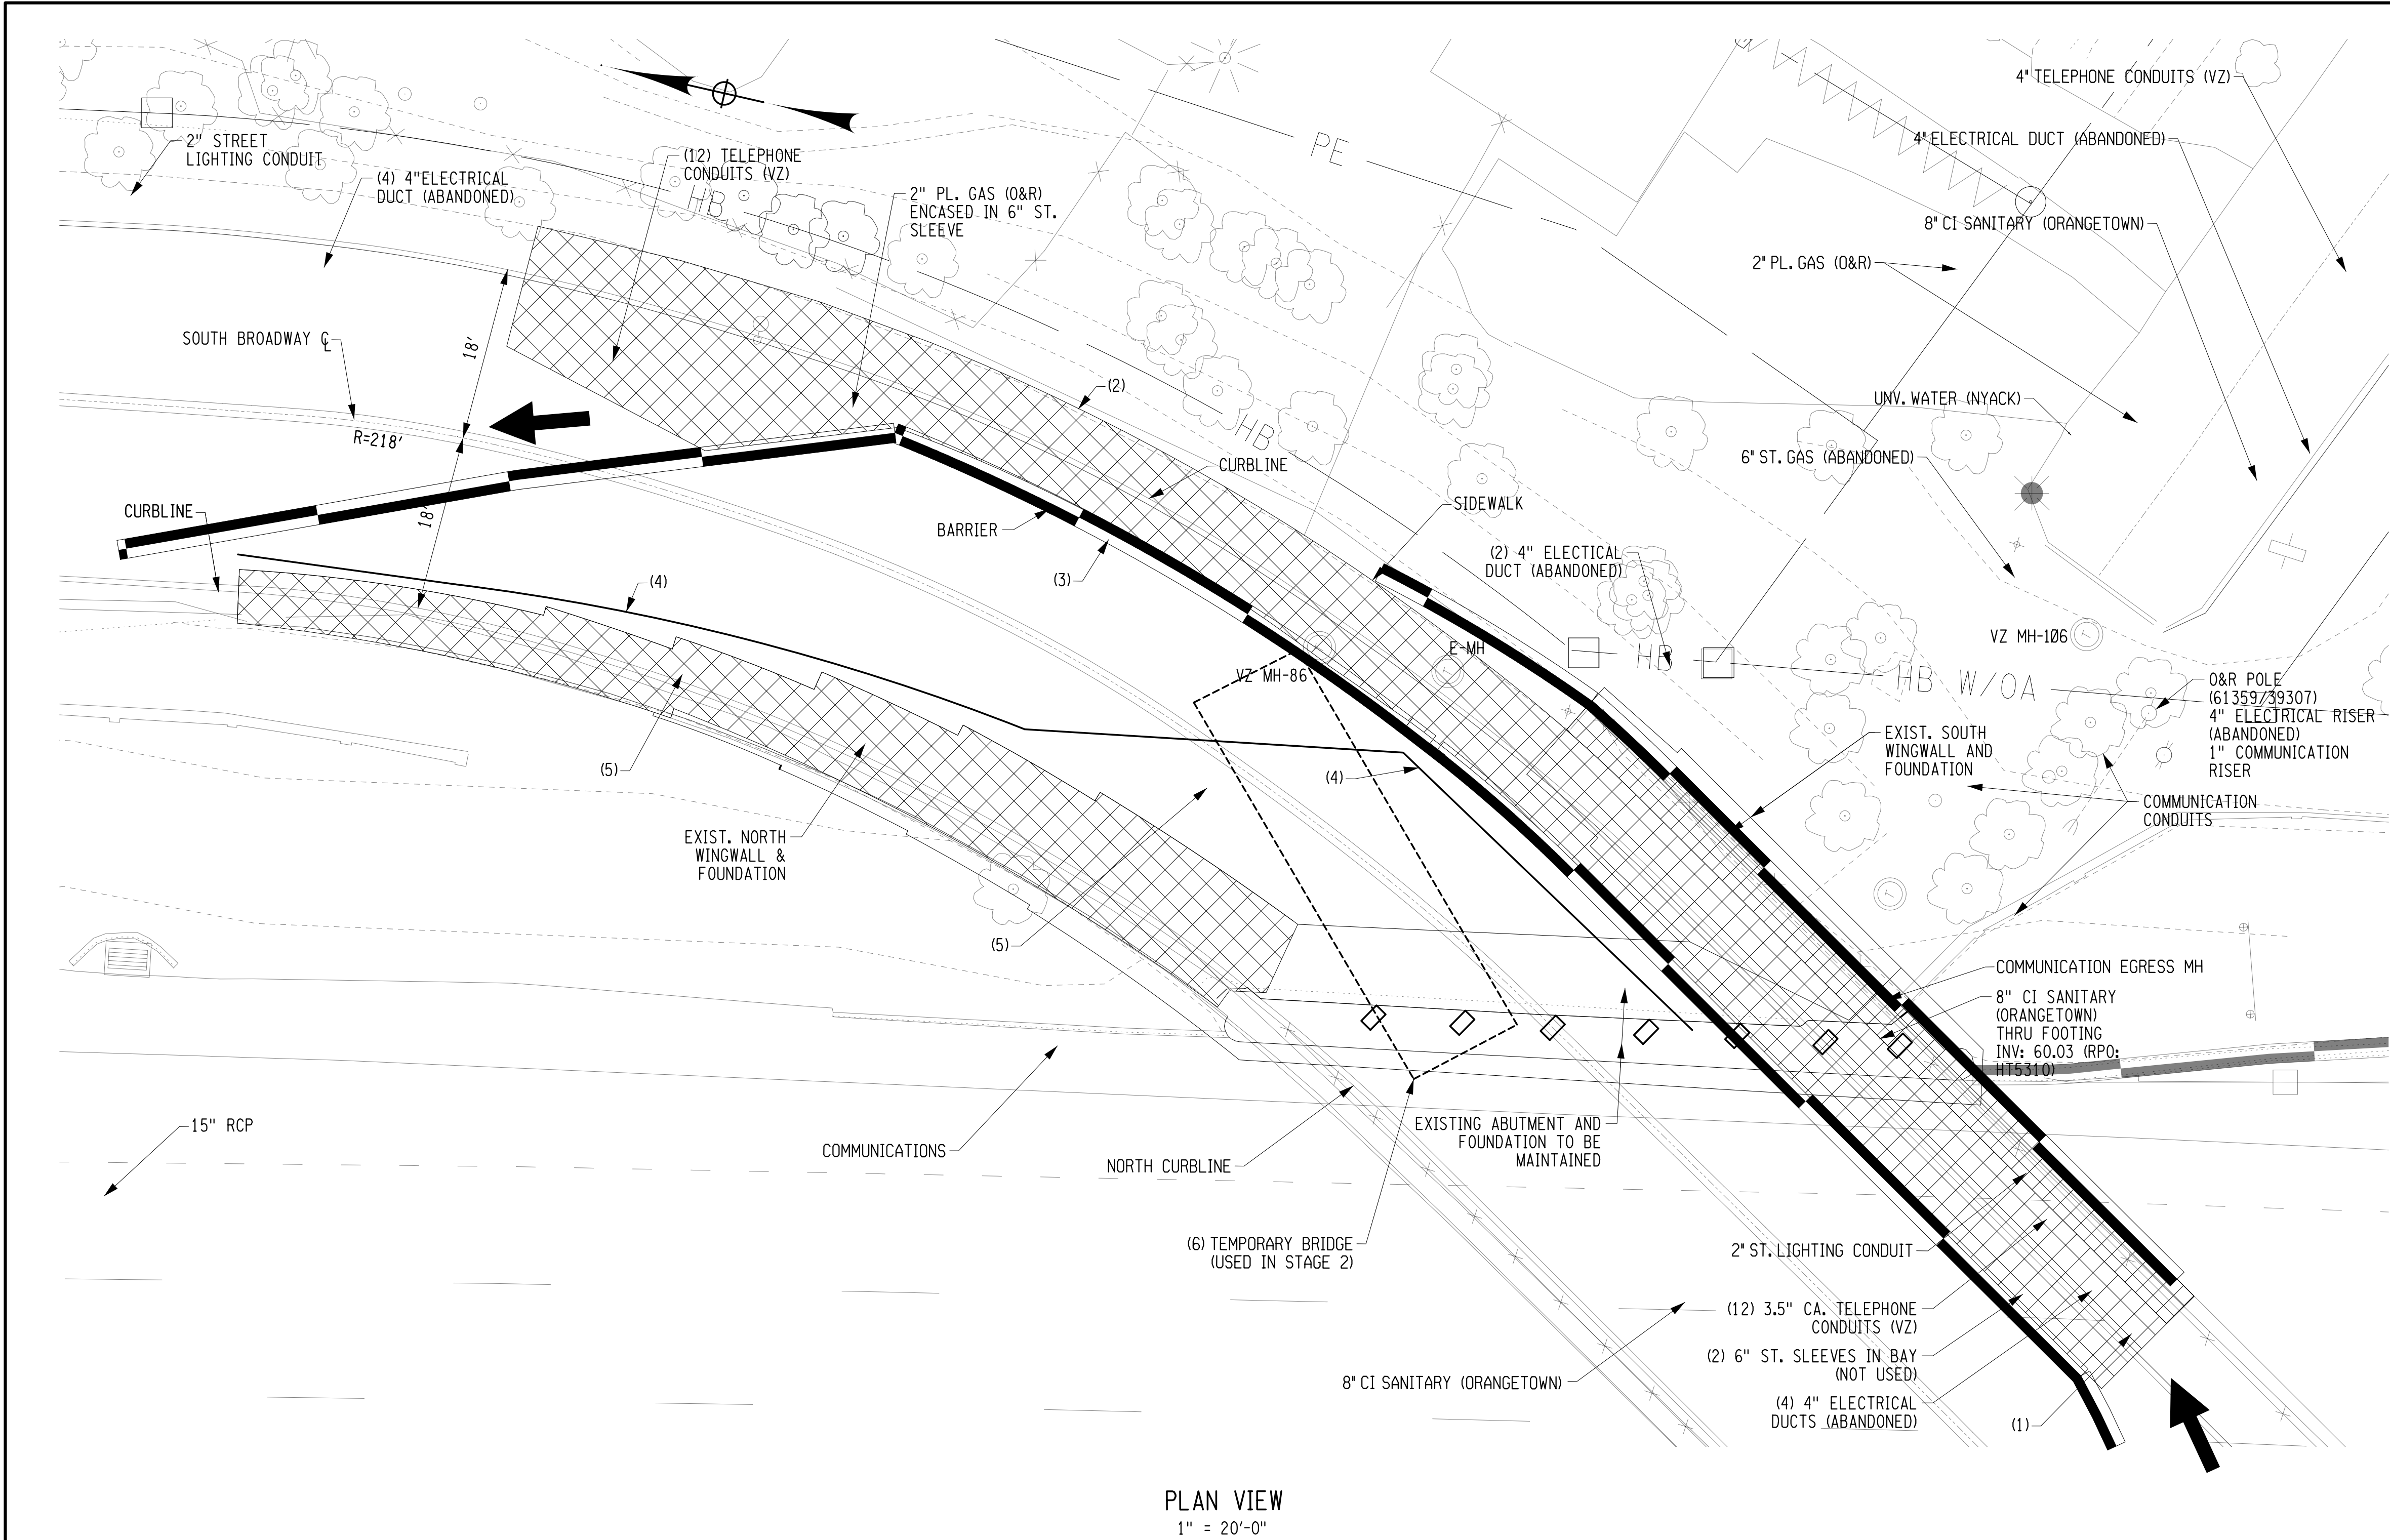 4" TELEPHONE CONDUITS (VZ)
2" STREET
LIGHTING CONDUIT
(4) 4"ELECTRICAL
DUCT (ABANDONED)
(12) TELEPHONE
CONDUITS (VZ)
HB
2" PL. GAS (O&R)
ENCASED IN 6" ST.
SLEEVE
PE
4" ELECTRICAL DUCT (ABANDONED)
8" CI SANITARY (ORANGETOWN)
2" PL. GAS (O&R)
SOUTH BROADWAY ℄
18'
R=218'
(2)
HB
UNV. WATER (NYACK)
6" ST. GAS (ABANDONED)
CURBLINE
SIDEWALK
CURBLINE
18'
BARRIER
(3)
(4)
(2) 4" ELECTICAL
DUCT (ABANDONED)
VZ MH-106
E-MH
VZ MH-86
HB
HB W/OA
O&R POLE
(61359/39307)
4" ELECTRICAL RISER
(ABANDONED)
1" COMMUNICATION
RISER
EXIST. SOUTH
WINGWALL AND
FOUNDATION
(5)
(4)
COMMUNICATION
CONDUITS
EXIST. NORTH
WINGWALL &
FOUNDATION
(5)
COMMUNICATION EGRESS MH
8" CI SANITARY
(ORANGETOWN)
THRU FOOTING
INV: 60.03 (RPO:
HT5310)
15" RCP
COMMUNICATIONS
NORTH CURBLINE
EXISTING ABUTMENT AND
FOUNDATION TO BE
MAINTAINED
(6) TEMPORARY BRIDGE
(USED IN STAGE 2)
2" ST. LIGHTING CONDUIT
(12) 3.5" CA. TELEPHONE
CONDUITS (VZ)
(2) 6" ST. SLEEVES IN BAY
(NOT USED)
8" CI SANITARY (ORANGETOWN)
(4) 4" ELECTRICAL
DUCTS (ABANDONED)
(1)
PLAN VIEW
1" = 20'-0"